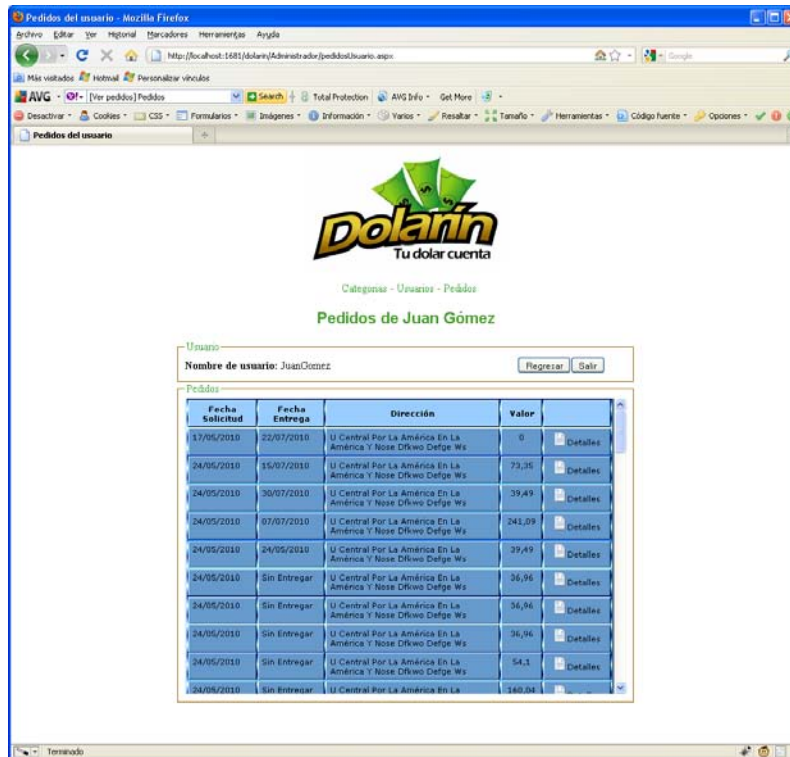 Pedidos del usuario - Mozilla Firefox
Archivo Editar Ver Historial Marcadores Herramientas Ayuda
http://localhost:1681/dolarin/Administrador/pedidosUsuario.aspx Google
Más visitados Hotmail Personalizar vínculos
AVG [Ver pedidos] Pedidos Search Total Protection AVG Info Get More
Desactivar Cookies CSS Formularios Imágenes Información Varios Resaltar Tamaño Herramientas Código fuente Opciones
Pedidos del usuario
Dolarín
Tu dolar cuenta
Categorias - Usuarios - Pedidos
Pedidos de Juan Gómez
Usuario
Nombre de usuario: JuanGomez Regresar Salir
Pedidos
Fecha Solicitud Fecha Entrega Dirección Valor
17/05/2010 22/07/2010 U Central Por La América En La 0 Detalles
América Y Nose Dfkwo Defge Ws
24/05/2010 15/07/2010 U Central Por La América En La 73,35 Detalles
América Y Nose Dfkwo Defge Ws
24/05/2010 30/07/2010 U Central Por La América En La 39,49 Detalles
América Y Nose Dfkwo Defge Ws
24/05/2010 07/07/2010 U Central Por La América En La 241,09 Detalles
América Y Nose Dfkwo Defge Ws
24/05/2010 24/05/2010 U Central Por La América En La 39,49 Detalles
América Y Nose Dfkwo Defge Ws
24/05/2010 Sin Entregar U Central Por La América En La 36,96 Detalles
América Y Nose Dfkwo Defge Ws
24/05/2010 Sin Entregar U Central Por La América En La 36,96 Detalles
América Y Nose Dfkwo Defge Ws
24/05/2010 Sin Entregar U Central Por La América En La 36,96 Detalles
América Y Nose Dfkwo Defge Ws
24/05/2010 Sin Entregar U Central Por La América En La 54,1 Detalles
América Y Nose Dfkwo Defge Ws
24/05/2010 Sin Entregar U Central Por La América En La 160,04
Terminado